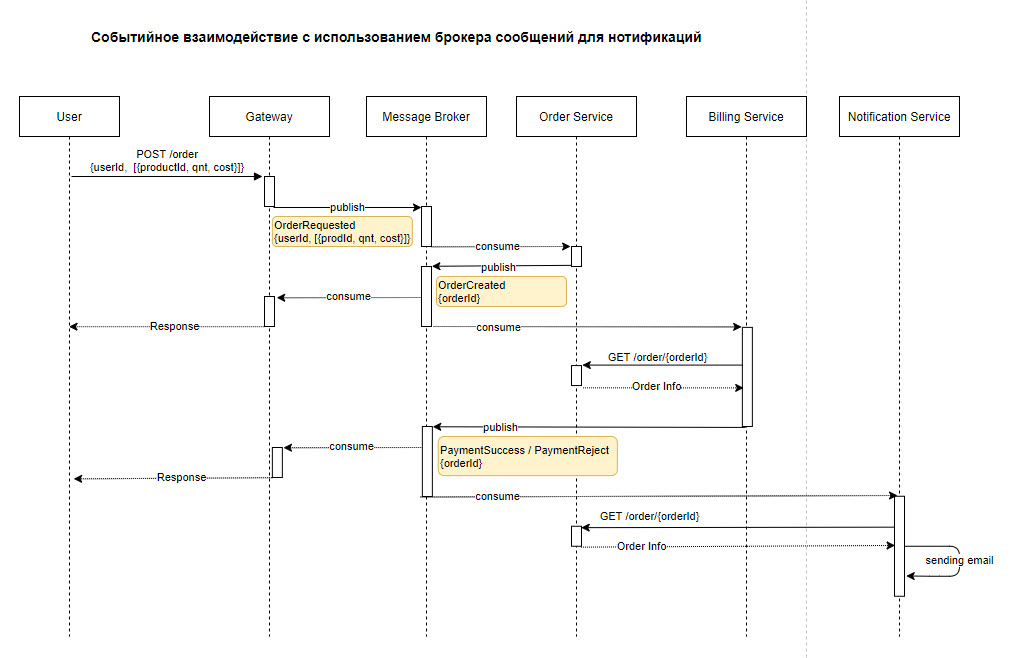 Событийное взаимодействие с использованием брокера сообщений для нотификаций
User
Gateway
Message Broker
Order Service
Billing Service
Notification Service
POST /order
{userId, [{productId, qnt, cost}]}
publish
OrderRequested
{userId, [{prodId, qnt, cost}]}
consume
publish
OrderCreated
{orderId}
consume
Response
consume
GET /order/{orderId}
Order Info
publish
PaymentSuccess / PaymentReject
{orderId}
consume
Response
consume
GET /order/{orderId}
Order Info
sending email